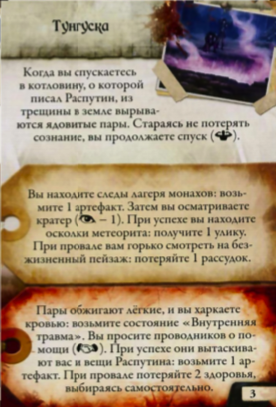 Тунгуска
Когда вы спускаетесь
в котловину, о которой
писал Распутин, из
трещины в земле вырыва-
ются ядовитые пары. Стараясь не потерять
сознание, вы продолжаете спуск ( ).
Вы находите следы лагеря монахов: возь-
мите 1 артефакт. Затем вы осматриваете
кратер ( – 1). При успехе вы находите
осколки метеорита: получите 1 улику.
При провале вам горько смотреть на без-
жизненный пейзаж: потеряйте 1 рассудок.
Пары обжигают лёгкие, и вы харкаете
кровью: возьмите состояние «Внутренняя
травма». Вы просите проводников о по-
мощи ( ). При успехе они вытаскива-
ют вас и вещи Распутина: возьмите 1 ар-
тефакт. При провале потеряйте 2 здоровья,
выбираясь самостоятельно.
3